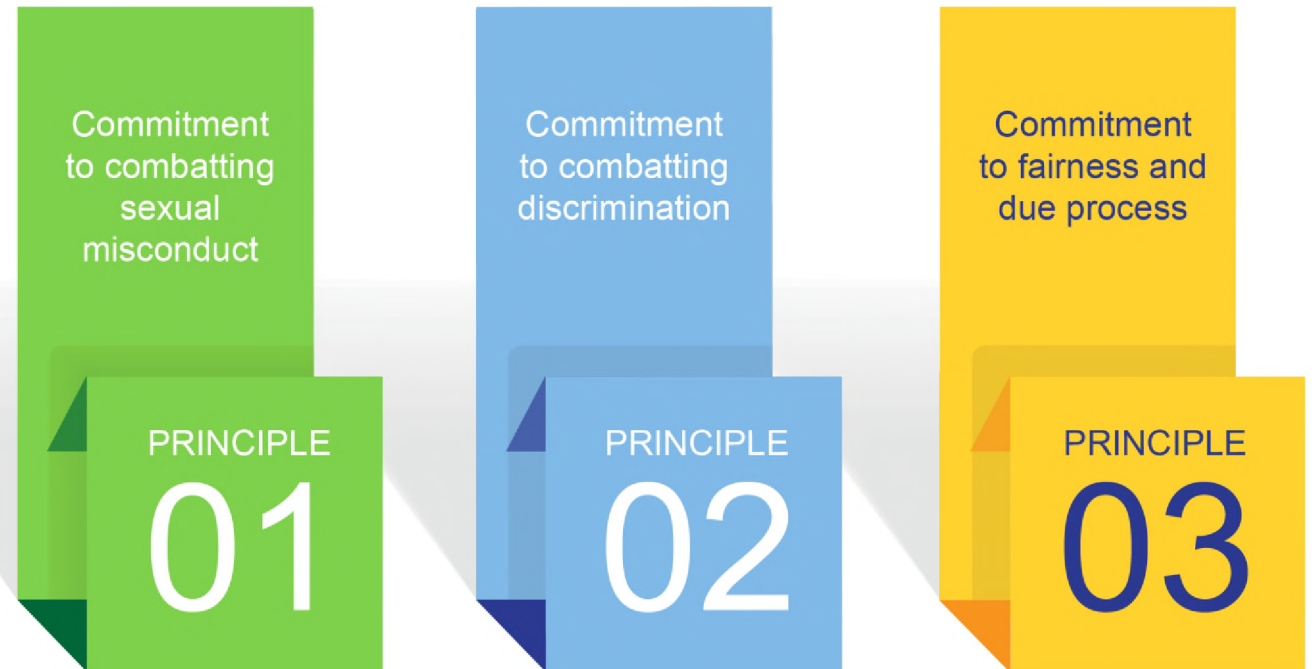 Commitment
to combatting
sexual
misconduct
PRINCIPLE
01
Commitment
to combatting
discrimination
PRINCIPLE
02
Commitment
to fairness and
due process
PRINCIPLE
03